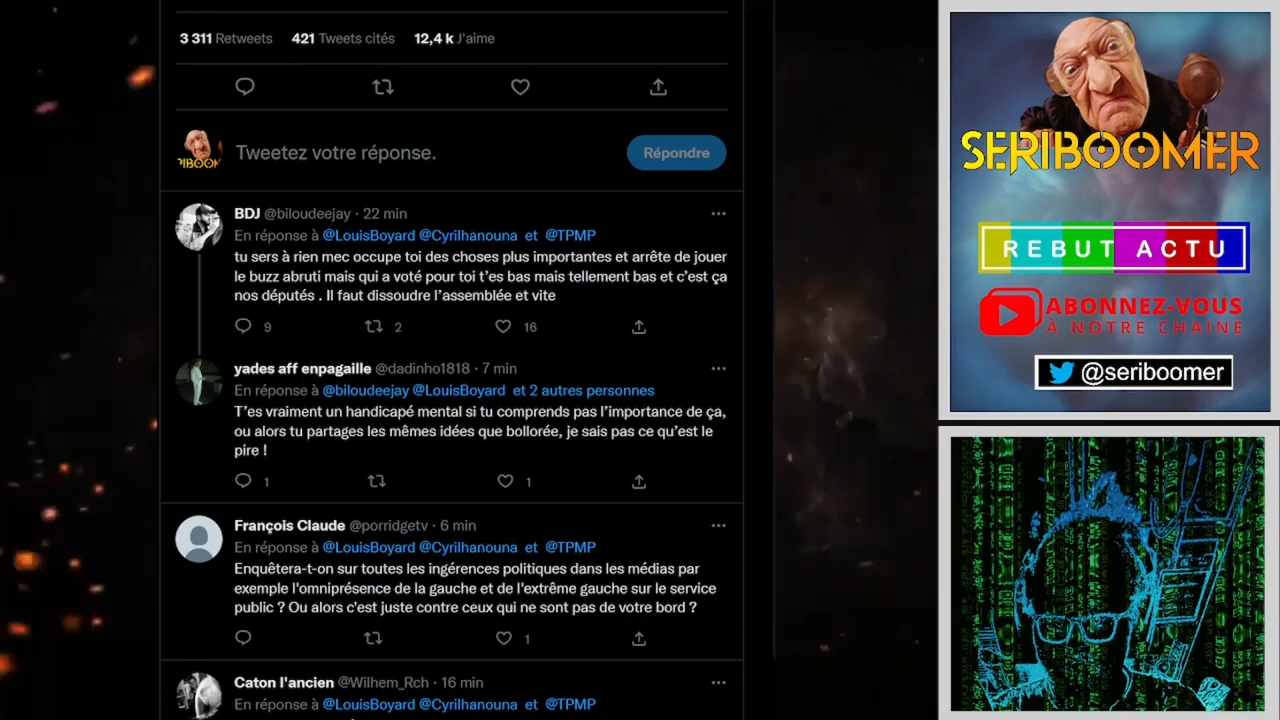 3 311 Retweets 421 Tweets cités 12,4 k J'aime
Tweetez votre réponse.
Répondre
BDJ @biloudeejay · 22 min
En réponse à @LouisBoyard @Cyrilhanouna et @TPMP
tu sers à rien nec occupe toi des choses plus importantes et arrête de jouer
le buzz abruti mais qui a voté pour toi t'es bas mais tellement bas et c'est ça
nos députés . Il faut dissoudre l'assemblée et vite
9 2 16
yades aff enpagaille @dadinho1818 · 7 min
En réponse à @biloudeejay @LouisBoyard et 2 autres personnes
T'es vraiment un handicapé mental si tu comprends pas l'importance de ça,
ou alors tu partages les mêmes idées que bolloré, je sais pas ce qu'est le
pire !
1 1
François Claude @porridgetv · 6 min
En réponse à @LouisBoyard @Cyrilhanouna et @TPMP
Enquêtera-t-on sur toutes les ingérences politiques dans les médias par
exemple l'omniprésence de la gauche et de l'extrême gauche sur le service
public ? Ou alors c'est juste contre ceux qui ne sont pas de votre bord ?
1
Caton l'ancien @Wilhem_Rch · 16 min
En réponse à @LouisBoyard @Cyrilhanouna et @TPMP
SERIBOOMER
REBUT ACTU
ABONNEZ-VOUS
À NOTRE CHAINE
@seriboomer